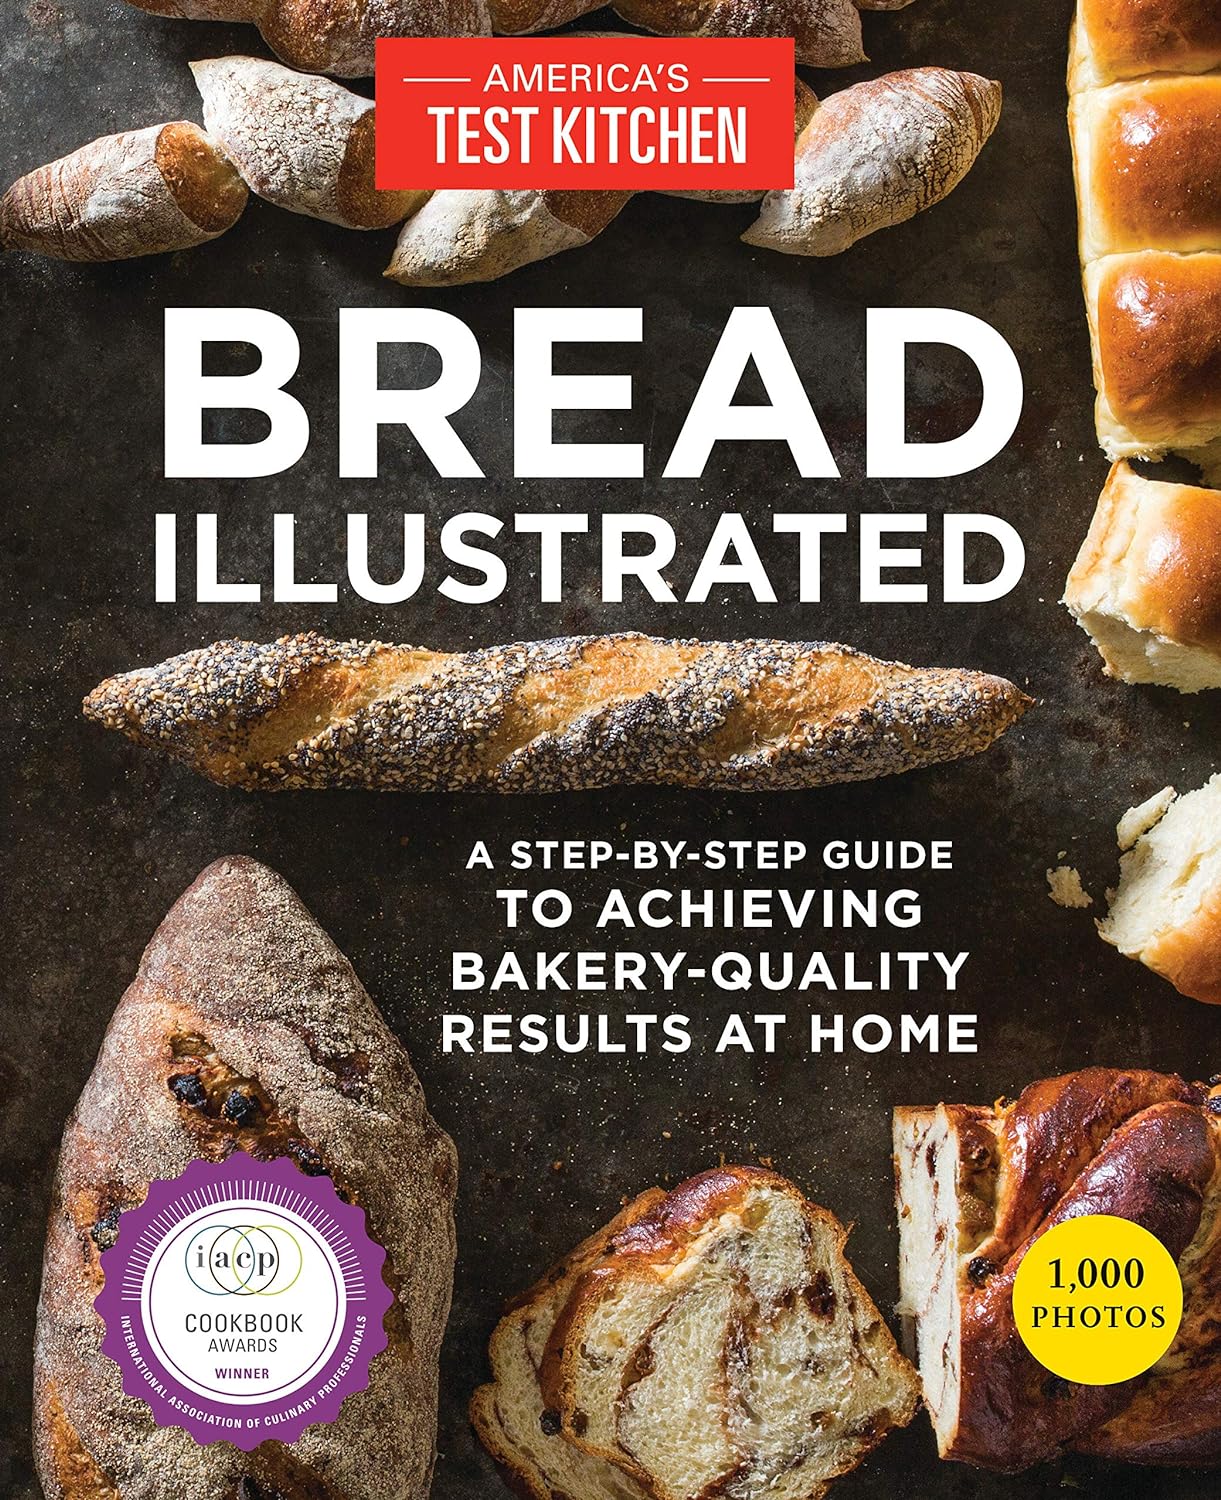 AMERICA'S
TEST KITCHEN
BREAD
ILLUSTRATED
A STEP-BY-STEP GUIDE
TO ACHIEVING
BAKERY-QUALITY
RESULTS AT HOME
iacp
COOKBOOK
AWARDS
WINNER
INTERNATIONAL ASSOCIATION OF CULINARY PROFESSIONALS
1,000
PHOTOS